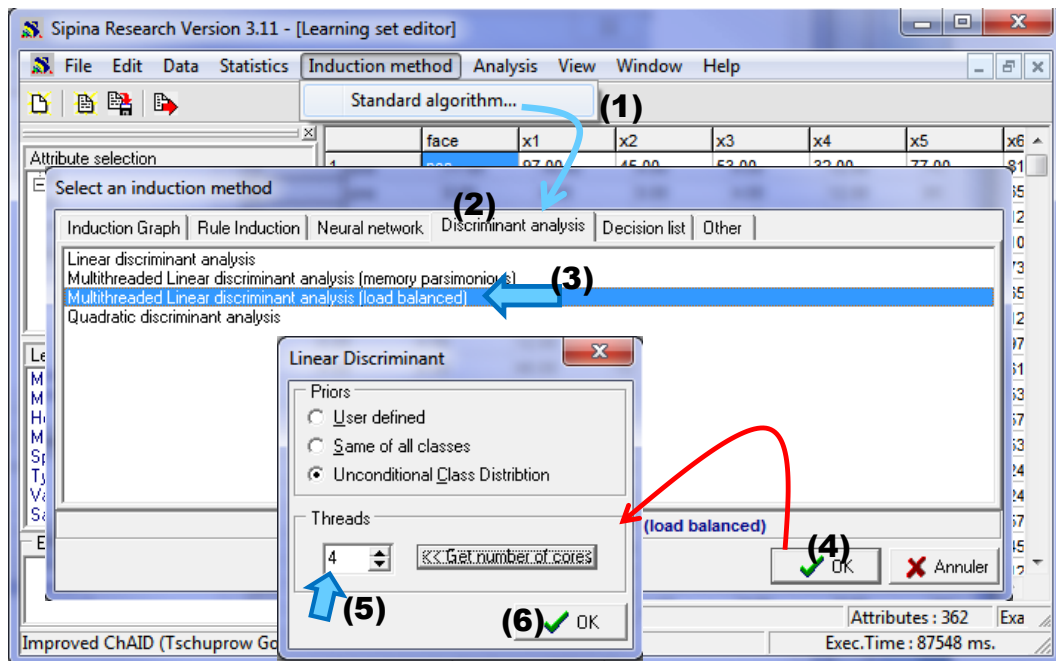 Sipina Research Version 3.11 - [Learning set editor]
File Edit Data Statistics Induction method Analysis View Window Help
Standard algorithm...
(1)
face x1 x2 x3 x4 x5 x6
Attribute selection
Select an induction method
(2)
Induction Graph Rule Induction Neural network Discriminant analysis Decision list Other
Linear discriminant analysis
Multithreaded Linear discriminant analysis (memory parsimonious)
Multithreaded Linear discriminant analysis (load balanced)
(3)
Quadratic discriminant analysis
Linear Discriminant
Priors
User defined
Same of all classes
Unconditional Class Distribtion
Threads
(load balanced)
4
<< Get number of cores
(4)
OK
Annuler
(5)
(6)
OK
Attributes : 362 Exa
Improved ChAID (Tschuprow Go
Exec.Time : 87548 ms.